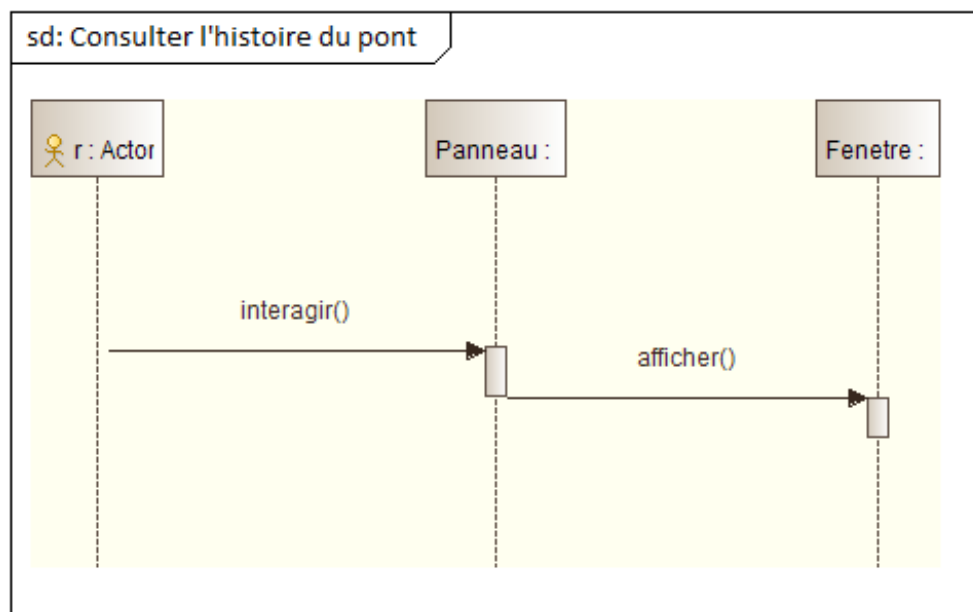 sd: Consulter l'histoire du pont
r : Actor
Panneau :
Fenetre :
interagir()
afficher()